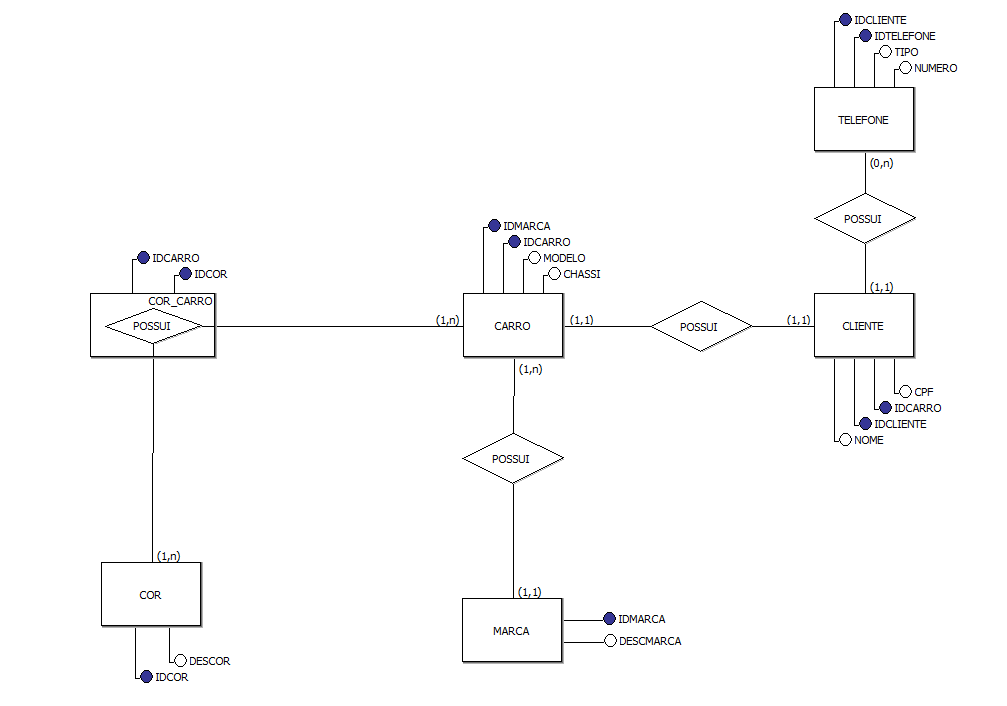 IDCLIENTE
IDTELEFONE
TIPO
NUMERO
TELEFONE
(0,n)
POSSUI
(1,1)
IDMARCA
IDCARRO
MODELO
CHASSI
IDCARRO
IDCOR
COR_CARRO
POSSUI
(1,n)
CARRO
(1,1)
POSSUI
(1,1)
CLIENTE
(1,n)
CPF
IDCARRO
IDCLIENTE
NOME
POSSUI
(1,n)
COR
(1,1)
MARCA
IDMARCA
DESCMARCA
DESCOR
IDCOR